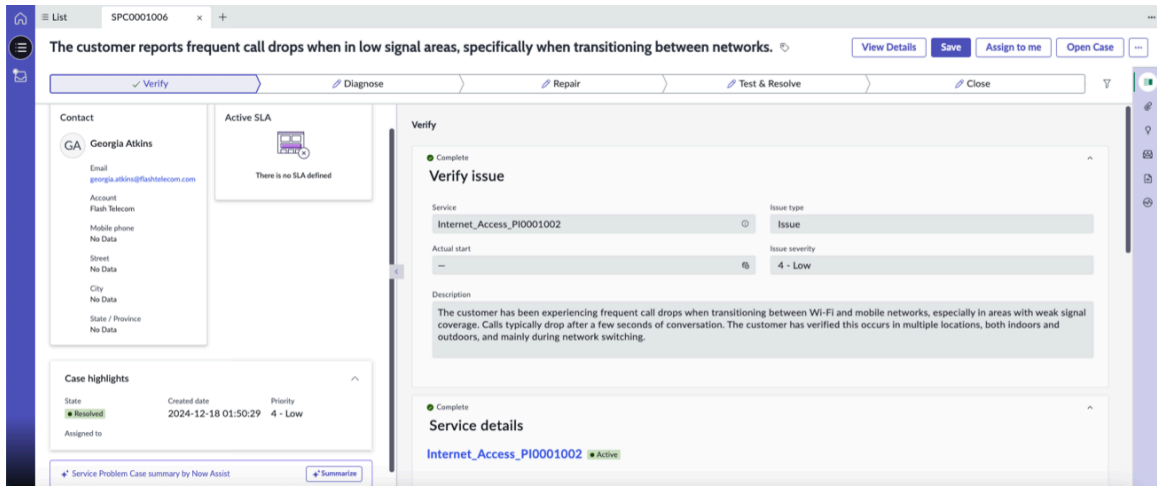 List
SPC0001006
The customer reports frequent call drops when in low signal areas, specifically when transitioning between networks.
View Details
Save
Assign to me
Open Case
Verify
Diagnose
Repair
Test & Resolve
Close
Contact
GA
Georgia Atkins
Email
georgia.atkins@flashtelecom.com
Account
Flash Telecom
Mobile phone
No Data
Street
No Data
City
No Data
State / Province
No Data
Active SLA
There is no SLA defined
Case highlights
State
Resolved
Created date
2024-12-18 01:50:29
Priority
4 - Low
Assigned to
Service Problem Case summary by Now Assist
Summarize
Verify
Complete
Verify issue
Service
Internet_Access_PI0001002
Issue type
Issue
Actual start
—
Issue severity
4 - Low
Description
The customer has been experiencing frequent call drops when transitioning between Wi-Fi and mobile networks, especially in areas with weak signal
coverage. Calls typically drop after a few seconds of conversation. The customer has verified this occurs in multiple locations, both indoors and
outdoors, and mainly during network switching.
Complete
Service details
Internet_Access_PI0001002
Active